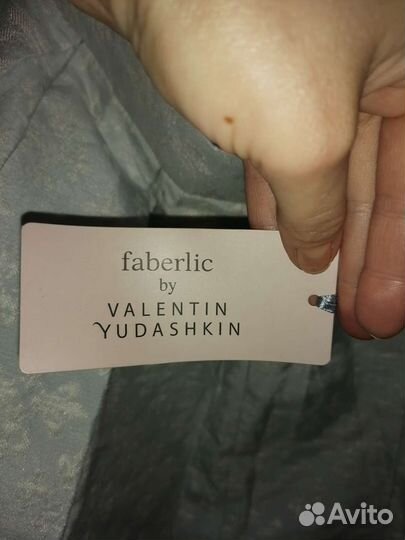 faberlic
by
VALENTIN
YUDASHKIN
Avito